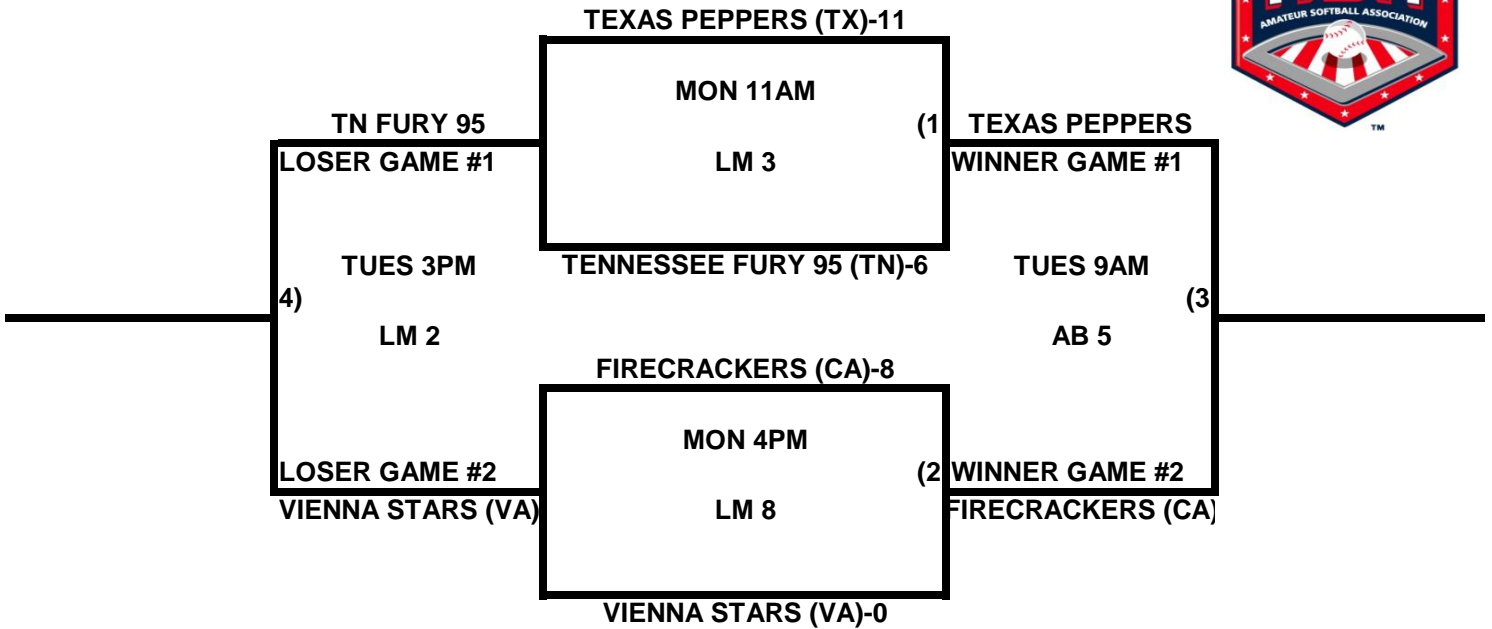 TEXAS PEPPERS (TX)-11
AMATEUR SOFTBALL ASSOCIATION
TM
MON 11AM
TN FURY 95
(1
TEXAS PEPPERS
LOSER GAME #1
LM 3
WINNER GAME #1
TUES 3PM
TENNESSEE FURY 95 (TN)-6
TUES 9AM
4)
(3
LM 2
AB 5
FIRECRACKERS (CA)-8
MON 4PM
LOSER GAME #2
(2
WINNER GAME #2
VIENNA STARS (VA)
LM 8
FIRECRACKERS (CA)
VIENNA STARS (VA)-0